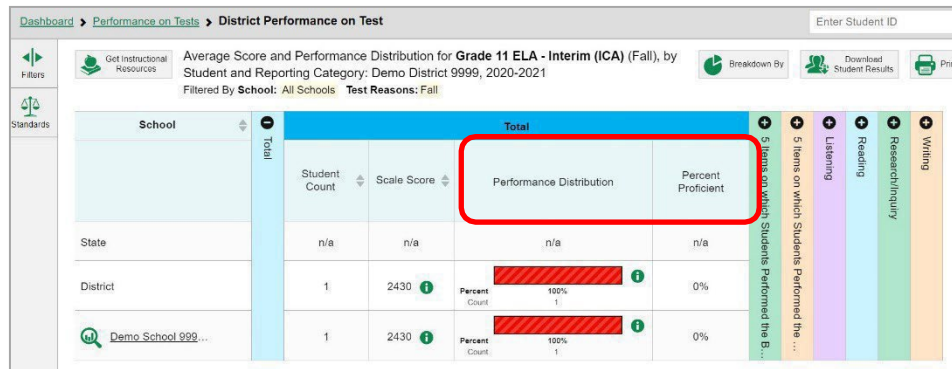 Dashboard > Performance on Tests > District Performance on Test
Enter Student ID
Filters
Standards
Get Instructional
Resources
Average Score and Performance Distribution for Grade 11 ELA - Interim (ICA) (Fall), by
Student and Reporting Category: Demo District 9999, 2020-2021
Filtered By School: All Schools Test Reasons: Fall
Breakdown By
Download
Student Results
Pri
School
Total
Total
Student
Count
Scale Score
Performance Distribution
Percent
Proficient
5 Items on which Students Performed the B...
5 Items on which Students Performed the ...
Listening
Reading
Research/Inquiry
Writing
State n/a n/a n/a n/a
District 1 2430 Percent 100% 0%
Count 1
Demo School 999... 1 2430 Percent 100% 0%
Count 1